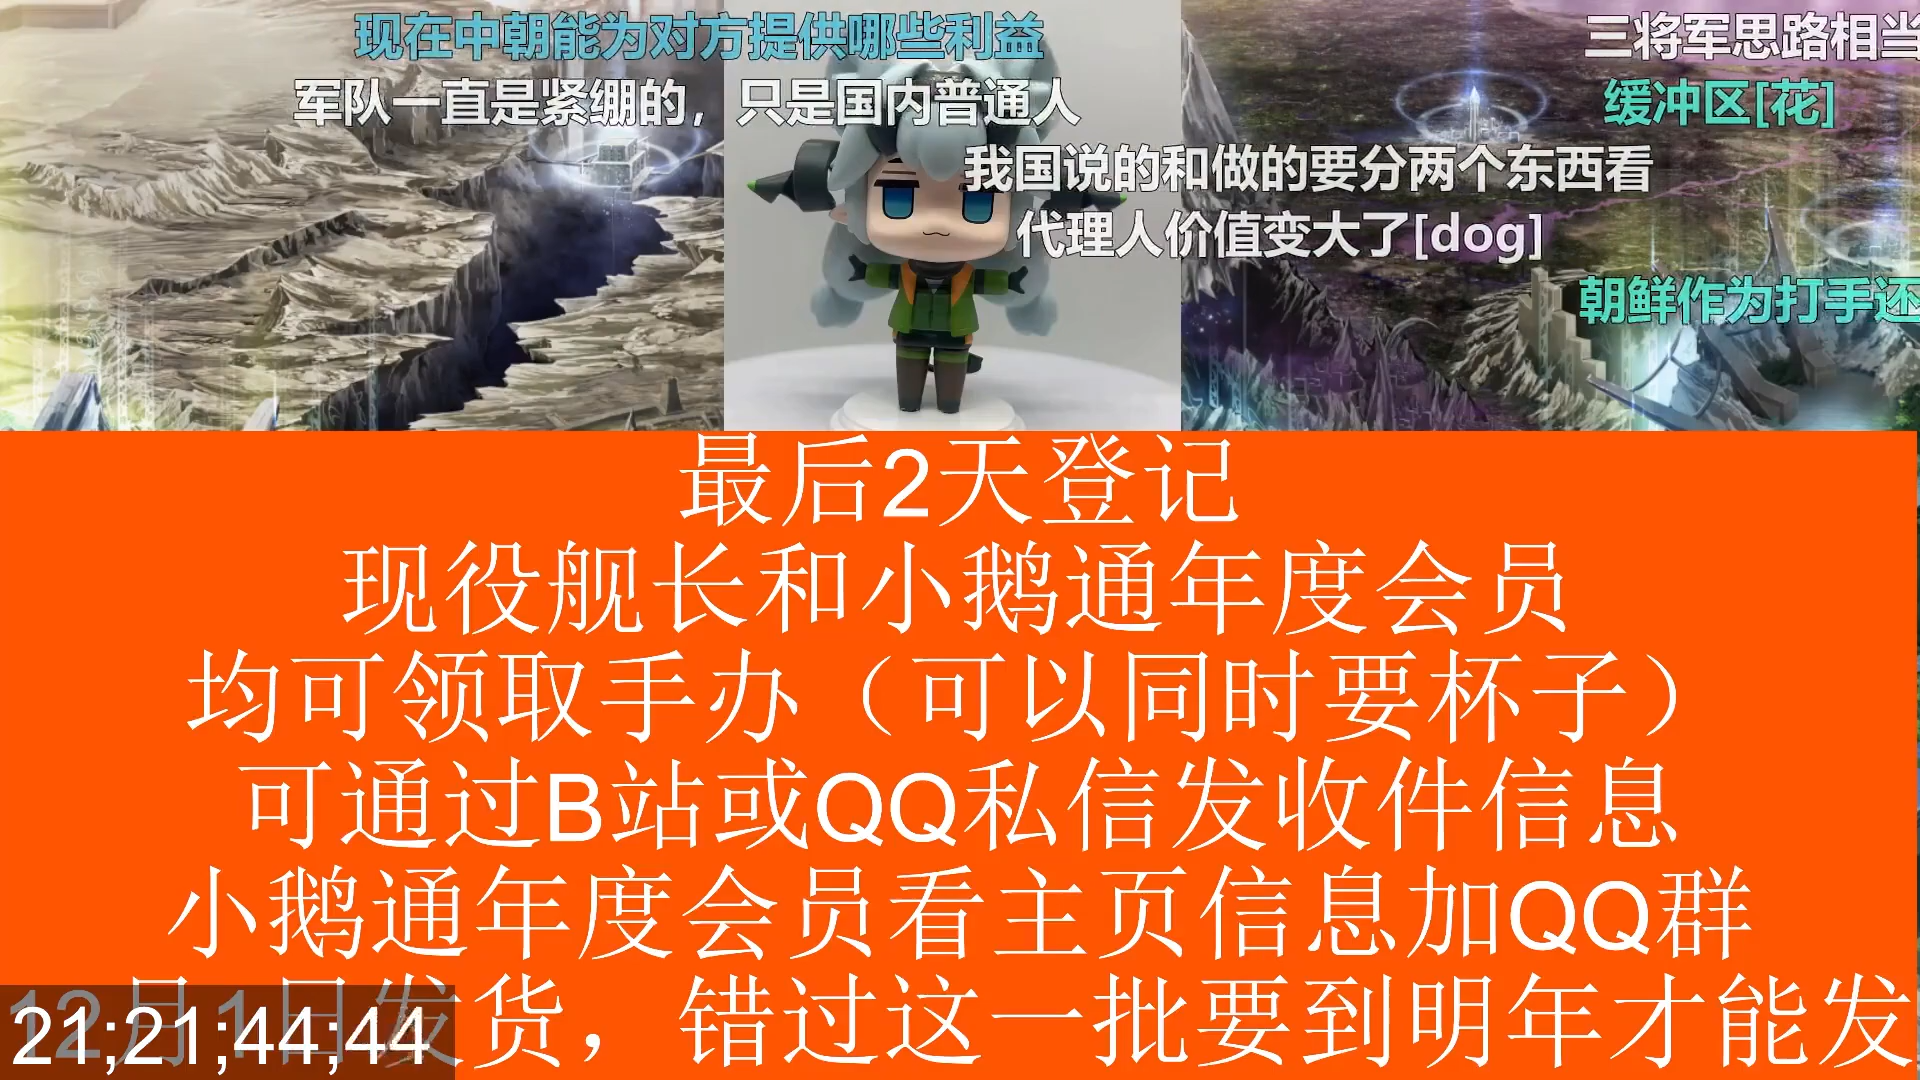 现在中朝能为对方提供哪些利益
三将军思路相当
军队一直是紧绷的，只是国内普通人
缓冲区[花]
我国说的和做的要分两个东西看
代理人价值变大了[dog]
朝鲜作为打手还
最后2天登记
现役舰长和小鹅通年度会员
均可领取手办（可以同时要杯子）
可通过B站或QQ私信发收件信息
小鹅通年度会员看主页信息加QQ群
12月1日发货，错过这一批要到明年才能发
21;21;44;44